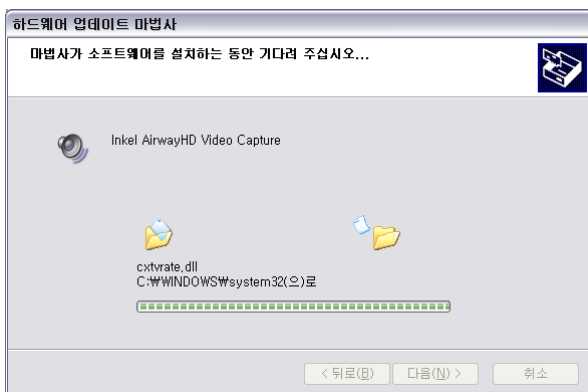 하드웨어 업데이트 마법사
마법사가 소프트웨어를 설치하는 동안 기다려 주십시오...
Inkel AirwayHD Video Capture
cxtvrate.dll
C:₩WINDOWS₩system32(으)로
< 뒤로(B) 다음(N) > 취소